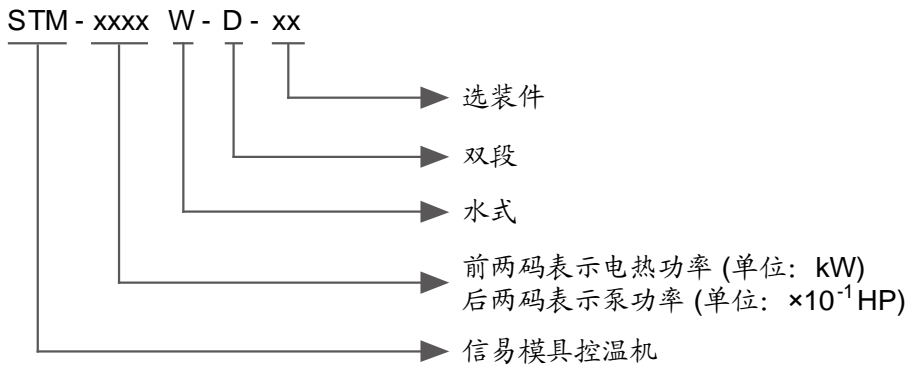 STM - xxxx W - D - xx
选装件
双段
水式
前两码表示电热功率 (单位：kW)
后两码表示泵功率 (单位：×10⁻¹HP)
信易模具控温机